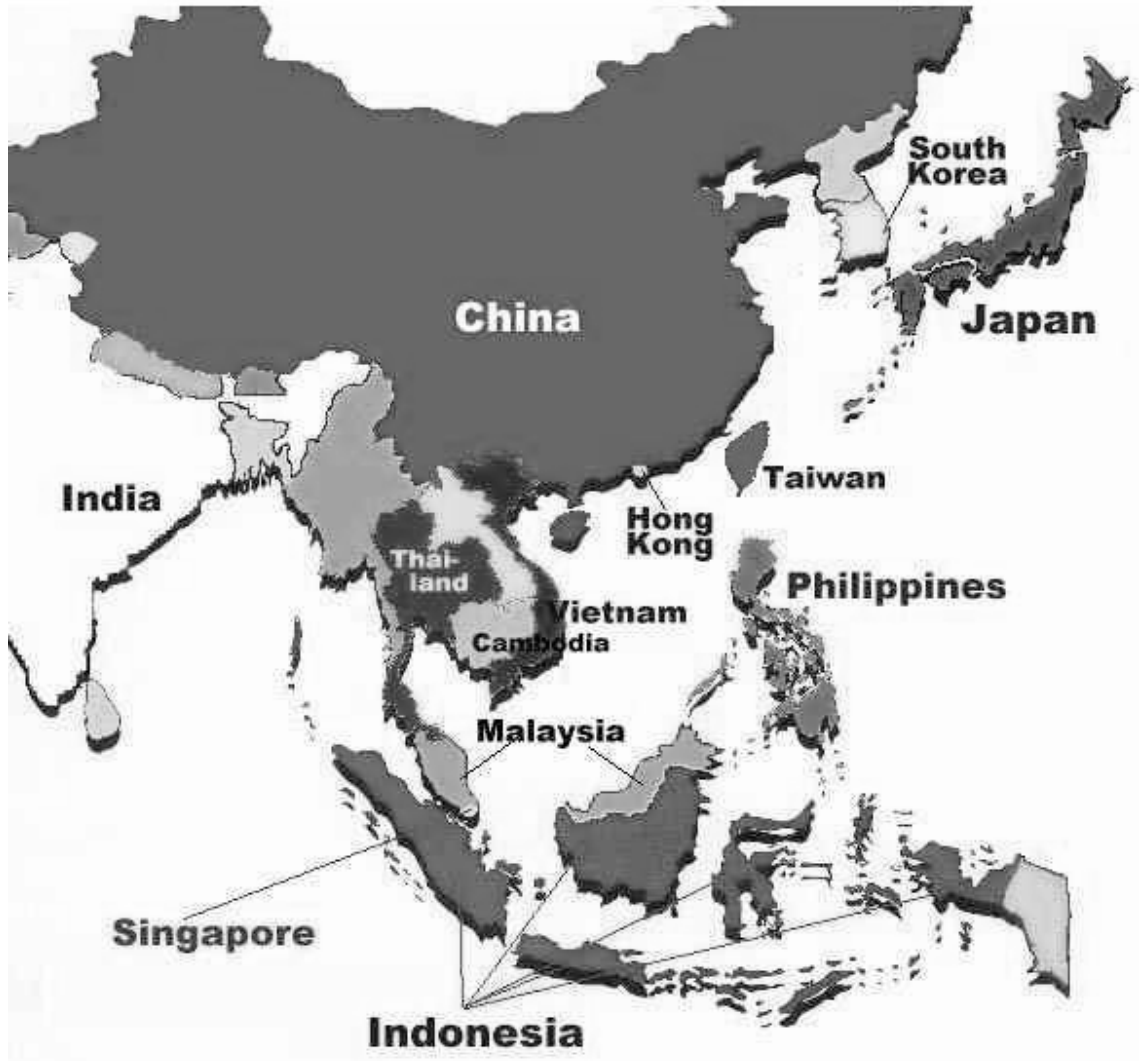 South
Korea
China
Japan
India
Taiwan
Hong
Kong
Thai-
land
Philippines
Vietnam
Cambodia
Malaysia
Singapore
Indonesia